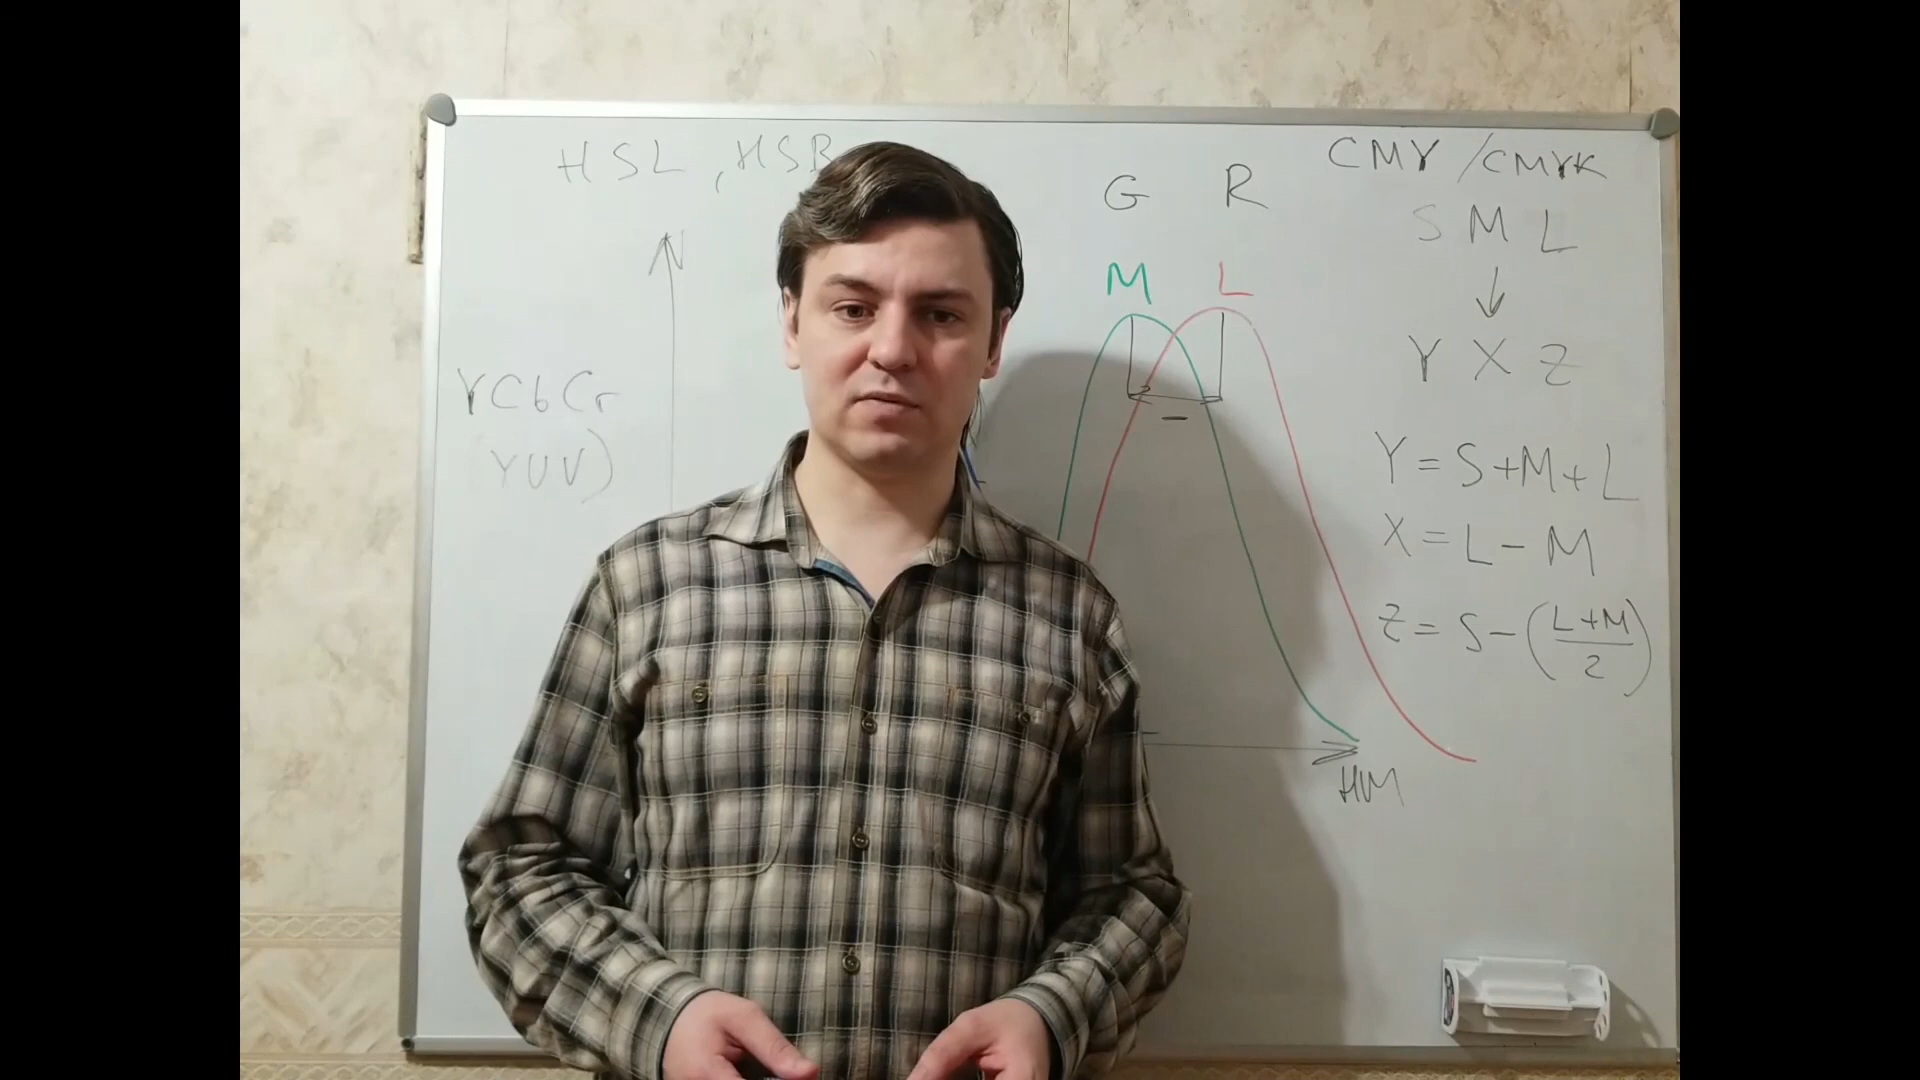 HSL, HSB
CMY/CMYK
G R
S M L
M L
Y X Z
YCbCr
(YUV)
Y = S + M + L
X = L - M
Z = S - (L+M/2)
-
НМ